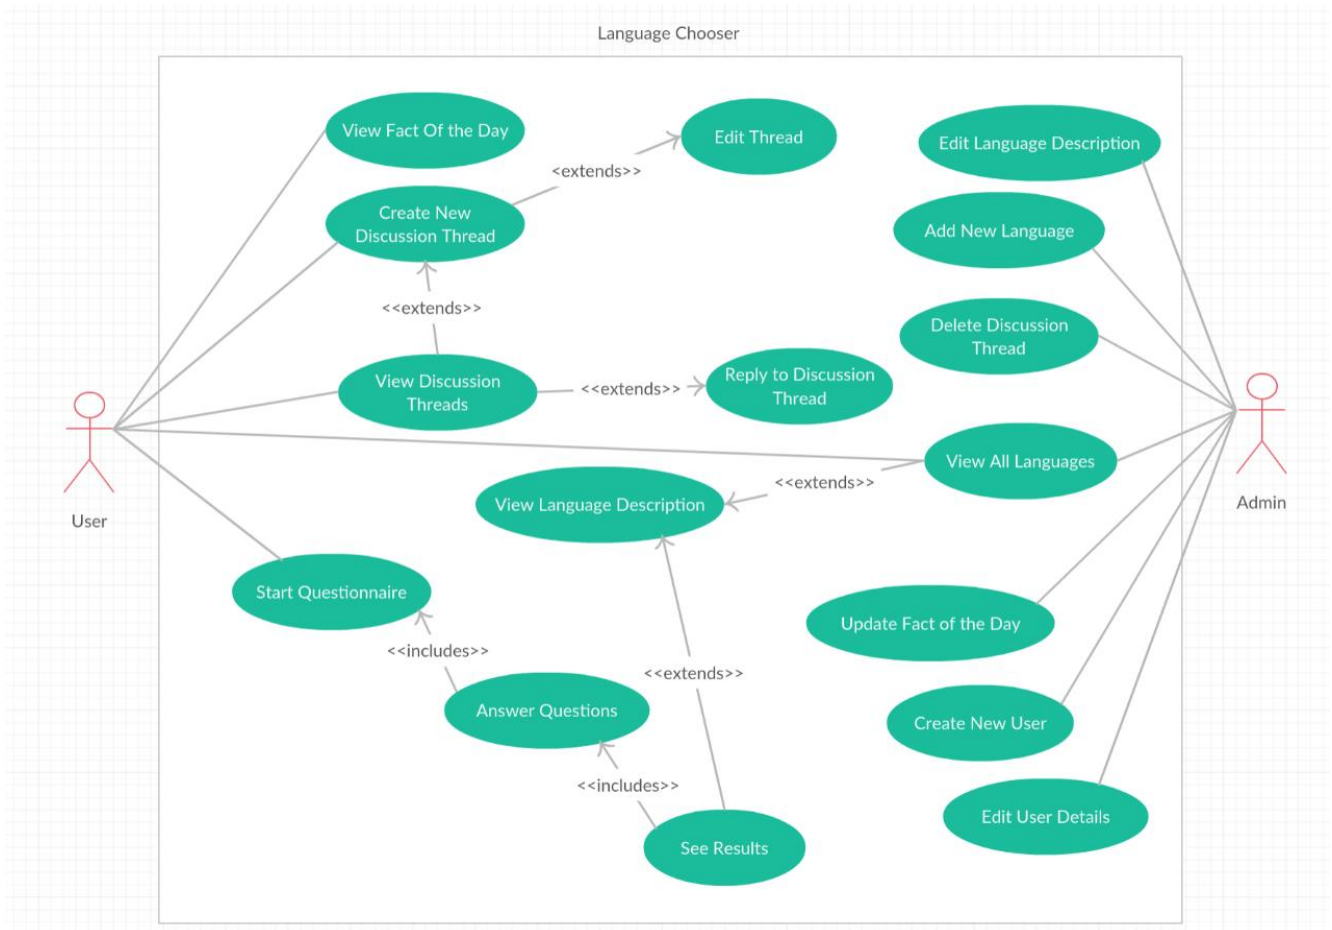 Language Chooser
View Fact Of the Day
Edit Thread
Edit Language Description
<extends>>
Create New
Discussion Thread
Add New Language
<<extends>>
Delete Discussion
Thread
View Discussion
Threads
<<extends>>
Reply to Discussion
Thread
View All Languages
<<extends>>
View Language Description
User
Admin
Start Questionnaire
Update Fact of the Day
<<includes>>
<<extends>>
Answer Questions
Create New User
<<includes>>
Edit User Details
See Results